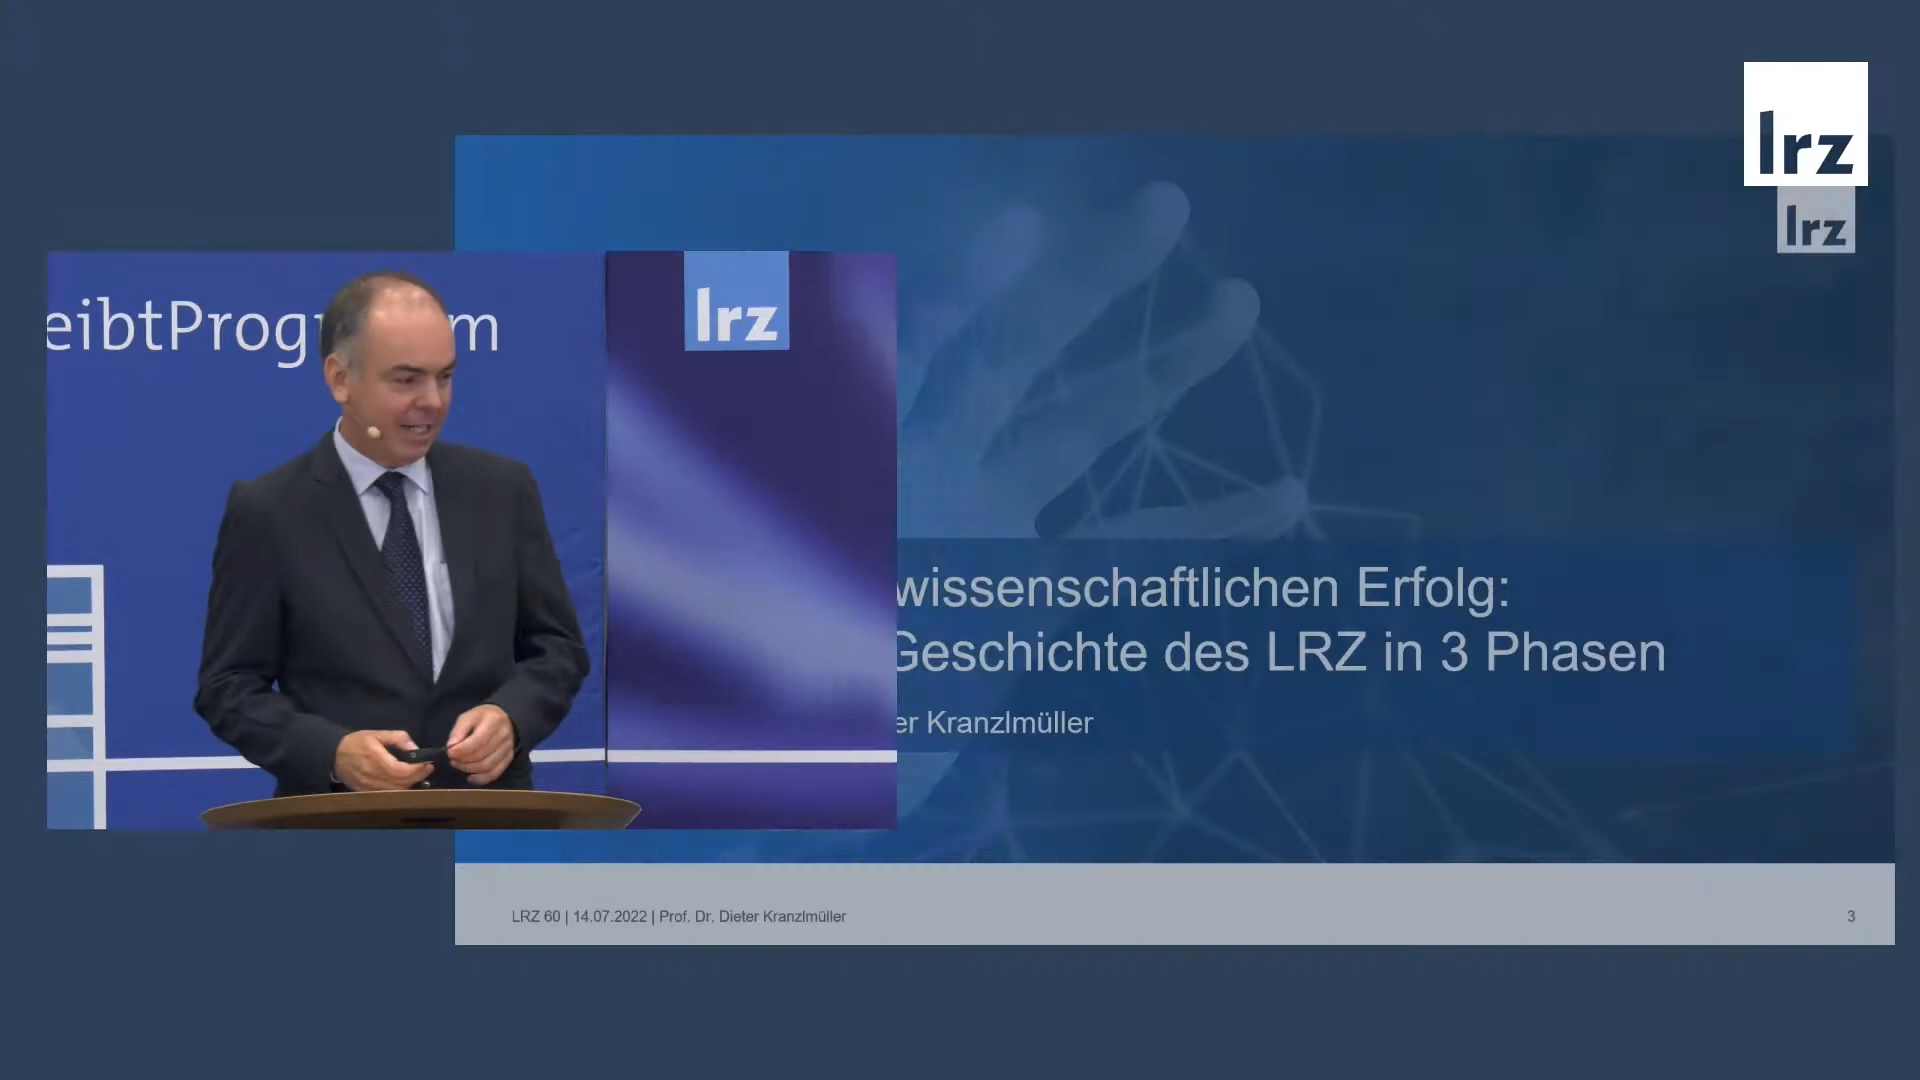 lrz
lrz
eibtProg m
lrz
wissenschaftlichen Erfolg:
Geschichte des LRZ in 3 Phasen
er Kranzlmüller
LRZ 60 | 14.07.2022 | Prof. Dr. Dieter Kranzlmüller
3